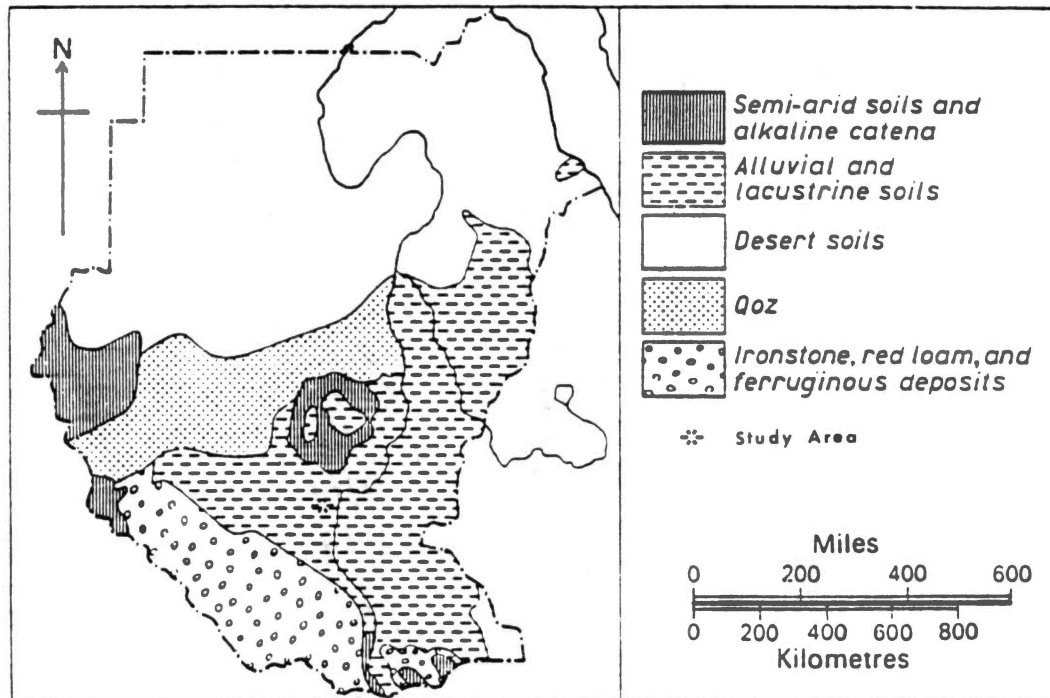 N
Semi-arid soils and
alkaline catena
Alluvial and
lacustrine soils
Desert soils
Qoz
Ironstone, red loam, and
ferruginous deposits
Study Area
Miles
0 200 400 600
0 200 400 600 800
Kilometres